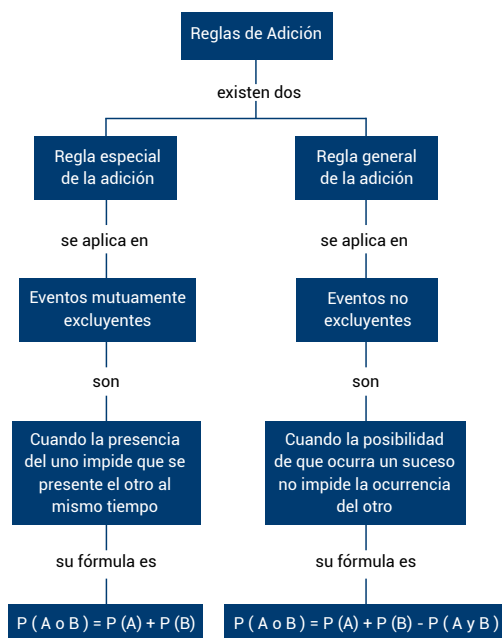 Reglas de Adición
existen dos
Regla especial
de la adición
se aplica en
Eventos mutuamente
excluyentes
son
Cuando la presencia
del uno impide que se
presente el otro al
mismo tiempo
su fórmula es
P ( A o B ) = P (A) + P (B)
Regla general
de la adición
se aplica en
Eventos no
excluyentes
son
Cuando la posibilidad
de que ocurra un suceso
no impide la ocurrencia
del otro
su fórmula es
P ( A o B ) = P (A) + P (B) - P ( A y B )